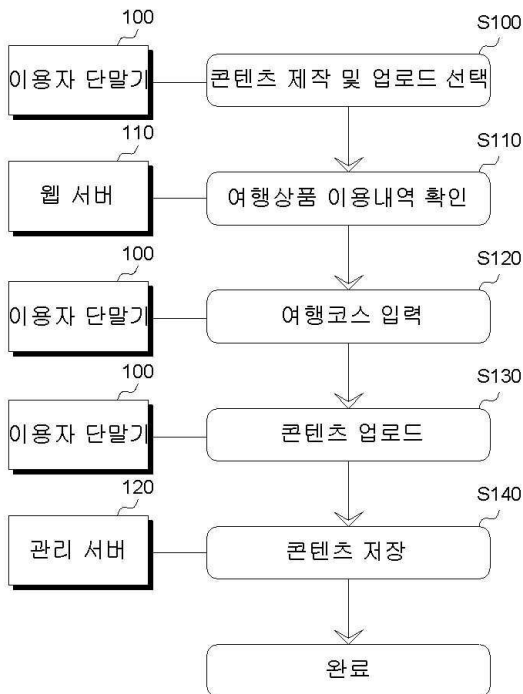 100
S100
이용자 단말기
콘텐츠 제작 및 업로드 선택
110
S110
웹 서버
여행상품 이용내역 확인
100
S120
이용자 단말기
여행코스 입력
100
S130
이용자 단말기
콘텐츠 업로드
120
S140
관리 서버
콘텐츠 저장
완료